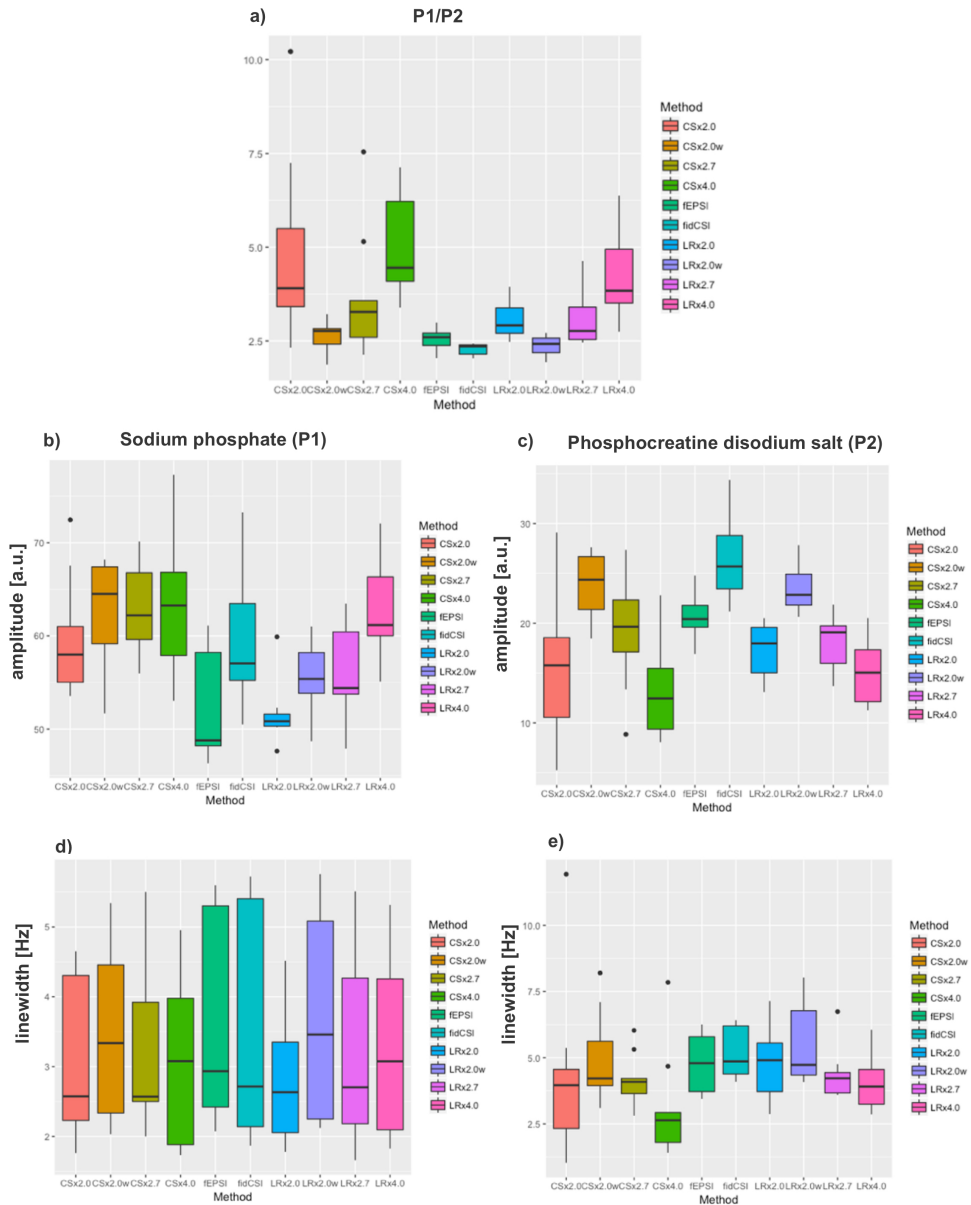 a) P1/P2
10.0
7.5
5.0
2.5
CSx2.0 CSx2.0w CSx2.7 CSx4.0 fEPSI fidCSI LRx2.0 LRx2.0w LRx2.7 LRx4.0
Method
Method
CSx2.0
CSx2.0w
CSx2.7
CSx4.0
fEPSI
fidCSI
LRx2.0
LRx2.0w
LRx2.7
LRx4.0
b) Sodium phosphate (P1)
amplitude [a.u.]
70
60
50
CSx2.0 CSx2.0w CSx2.7 CSx4.0 fEPSI fidCSI LRx2.0 LRx2.0w LRx2.7 LRx4.0
Method
Method
CSx2.0
CSx2.0w
CSx2.7
CSx4.0
fEPSI
fidCSI
LRx2.0
LRx2.0w
LRx2.7
LRx4.0
c) Phosphocreatine disodium salt (P2)
amplitude [a.u.]
30
20
10
CSx2.0 CSx2.0w CSx2.7 CSx4.0 fEPSI fidCSI LRx2.0 LRx2.0w LRx2.7 LRx4.0
Method
Method
CSx2.0
CSx2.0w
CSx2.7
CSx4.0
fEPSI
fidCSI
LRx2.0
LRx2.0w
LRx2.7
LRx4.0
d)
linewidth [Hz]
5
4
3
2
CSx2.0 CSx2.0w CSx2.7 CSx4.0 fEPSI fidCSI LRx2.0 LRx2.0w LRx2.7 LRx4.0
Method
Method
CSx2.0
CSx2.0w
CSx2.7
CSx4.0
fEPSI
fidCSI
LRx2.0
LRx2.0w
LRx2.7
LRx4.0
e)
linewidth [Hz]
10.0
7.5
5.0
2.5
CSx2.0 CSx2.0w CSx2.7 CSx4.0 fEPSI fidCSI LRx2.0 LRx2.0w LRx2.7 LRx4.0
Method
Method
CSx2.0
CSx2.0w
CSx2.7
CSx4.0
fEPSI
fidCSI
LRx2.0
LRx2.0w
LRx2.7
LRx4.0